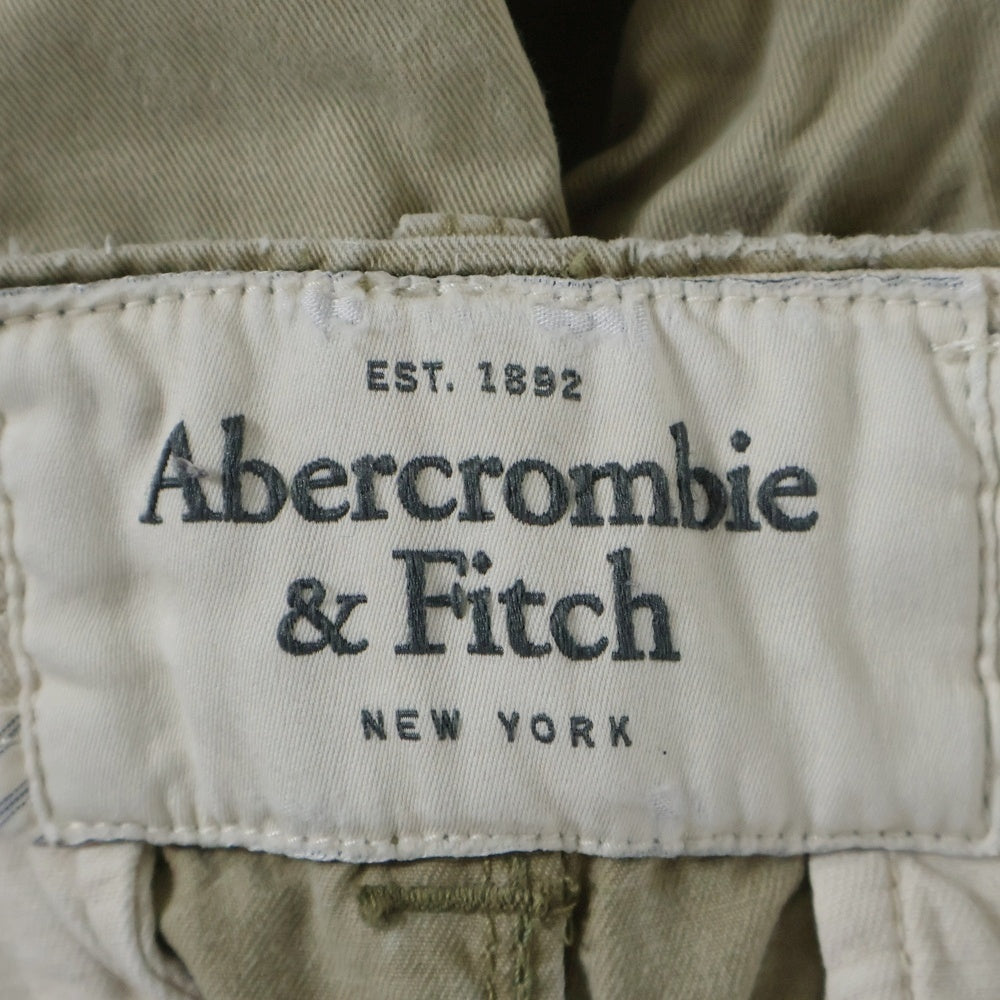 EST. 1892
Abercrombie
& Fitch
NEW YORK